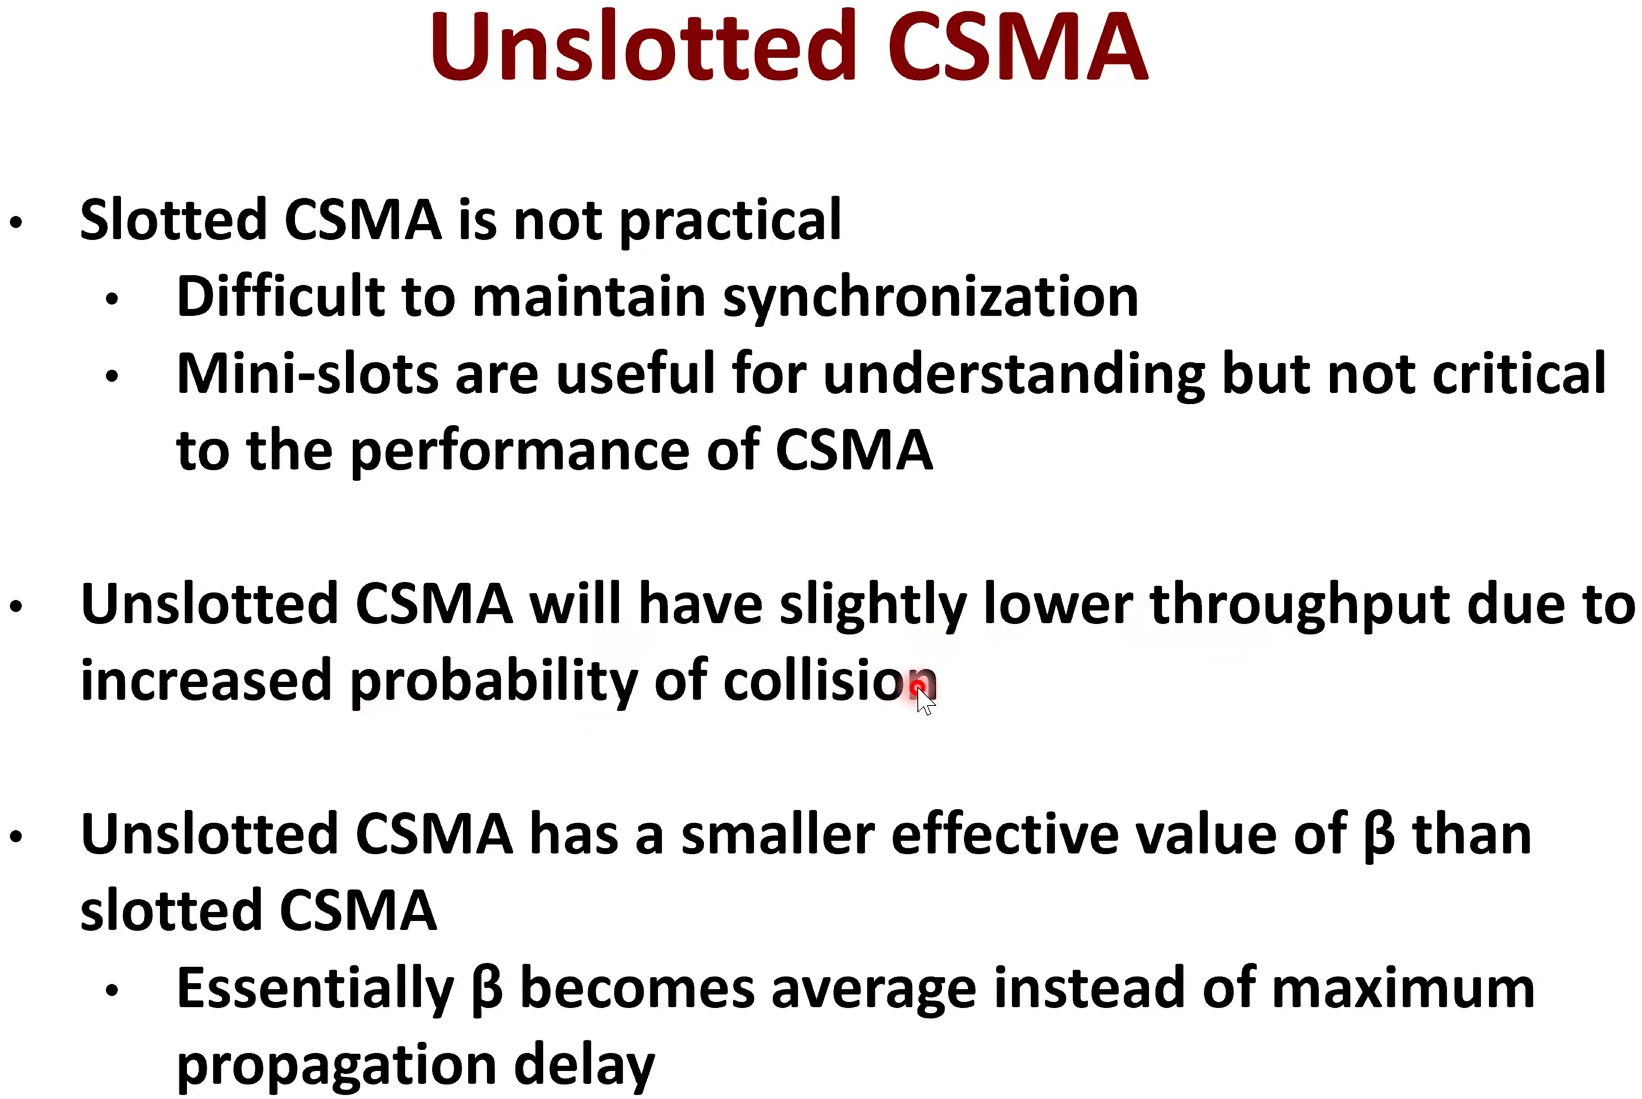 Unslotted CSMA
• Slotted CSMA is not practical
• Difficult to maintain synchronization
• Mini-slots are useful for understanding but not critical
to the performance of CSMA
• Unslotted CSMA will have slightly lower throughput due to
increased probability of collision
• Unslotted CSMA has a smaller effective value of β than
slotted CSMA
• Essentially β becomes average instead of maximum
propagation delay